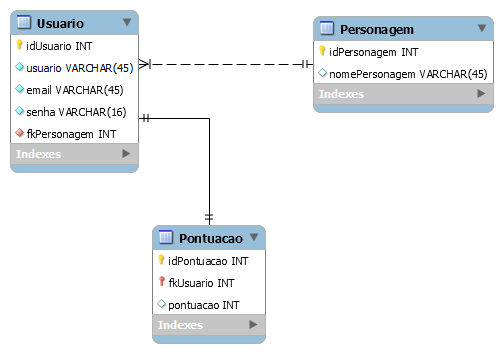 Usuario
idUsuario INT
usuario VARCHAR(45)
email VARCHAR(45)
senha VARCHAR(16)
fkPersonagem INT
Indexes
Personagem
idPersonagem INT
nomePersonagem VARCHAR(45)
Indexes
Pontuacao
idPontuacao INT
fkUsuario INT
pontuacao INT
Indexes